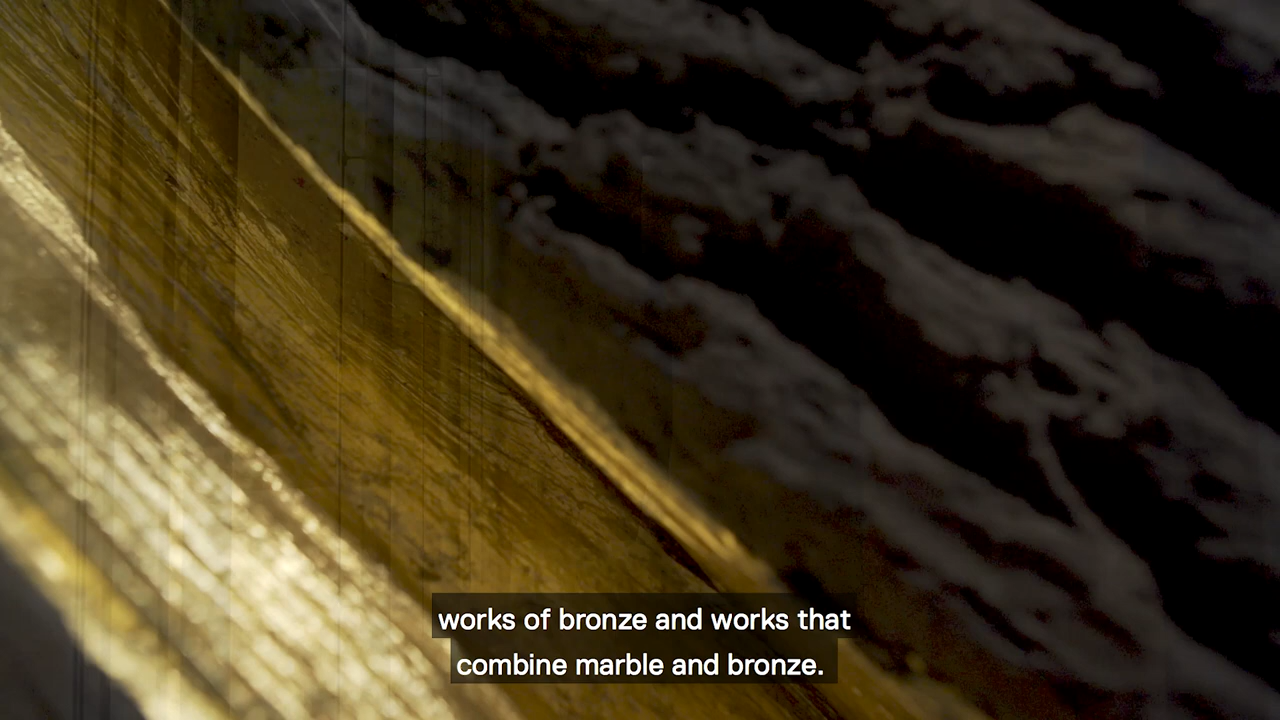 works of bronze and works that
combine marble and bronze.